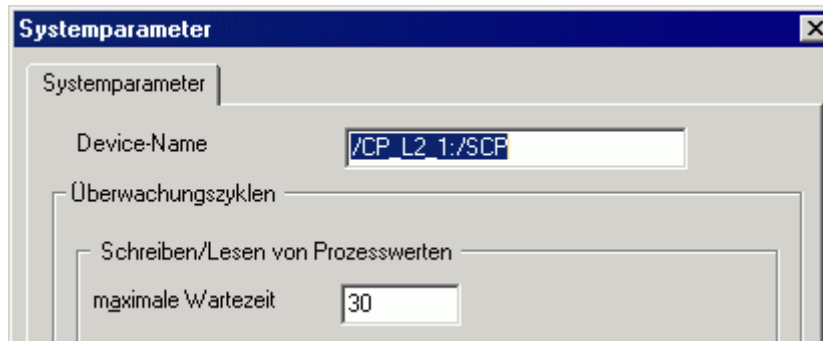 Systemparameter
Systemparameter
Device-Name /CP_L2_1:/SCP
Überwachungszyklen
Schreiben/Lesen von Prozesswerten
maximale Wartezeit 30